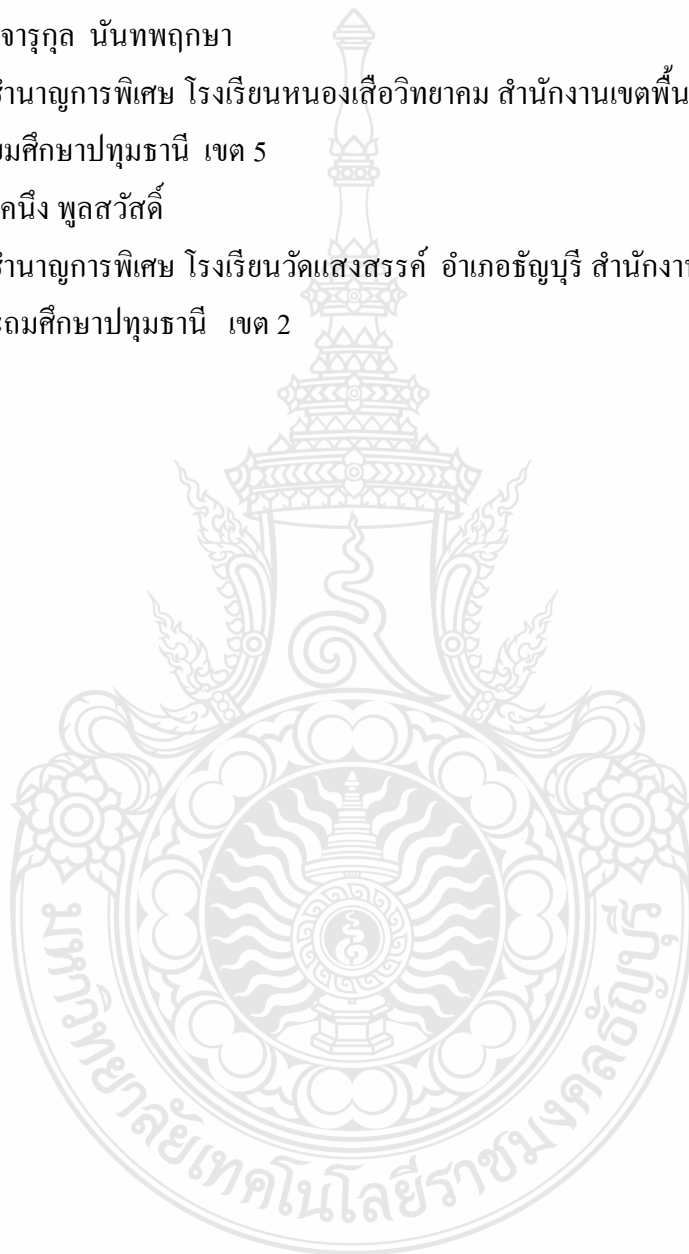 จารุกุล นันทพฤกษา
ชำนาญการพิเศษ โรงเรียนหนองเสือวิทยาคม สำนักงานเขตพื้น
ยมศึกษาปทุมธานี เขต 5
คนึง พูลสวัสดิ์
ชำนาญการพิเศษ โรงเรียนวัดแสงสรรค์ อำเภอธัญบุรี สำนักงาน
ะถมศึกษาปทุมธานี เขต 2
มหาวิทยาลัยเทคโนโลยีราชมงคลธัญบุรี